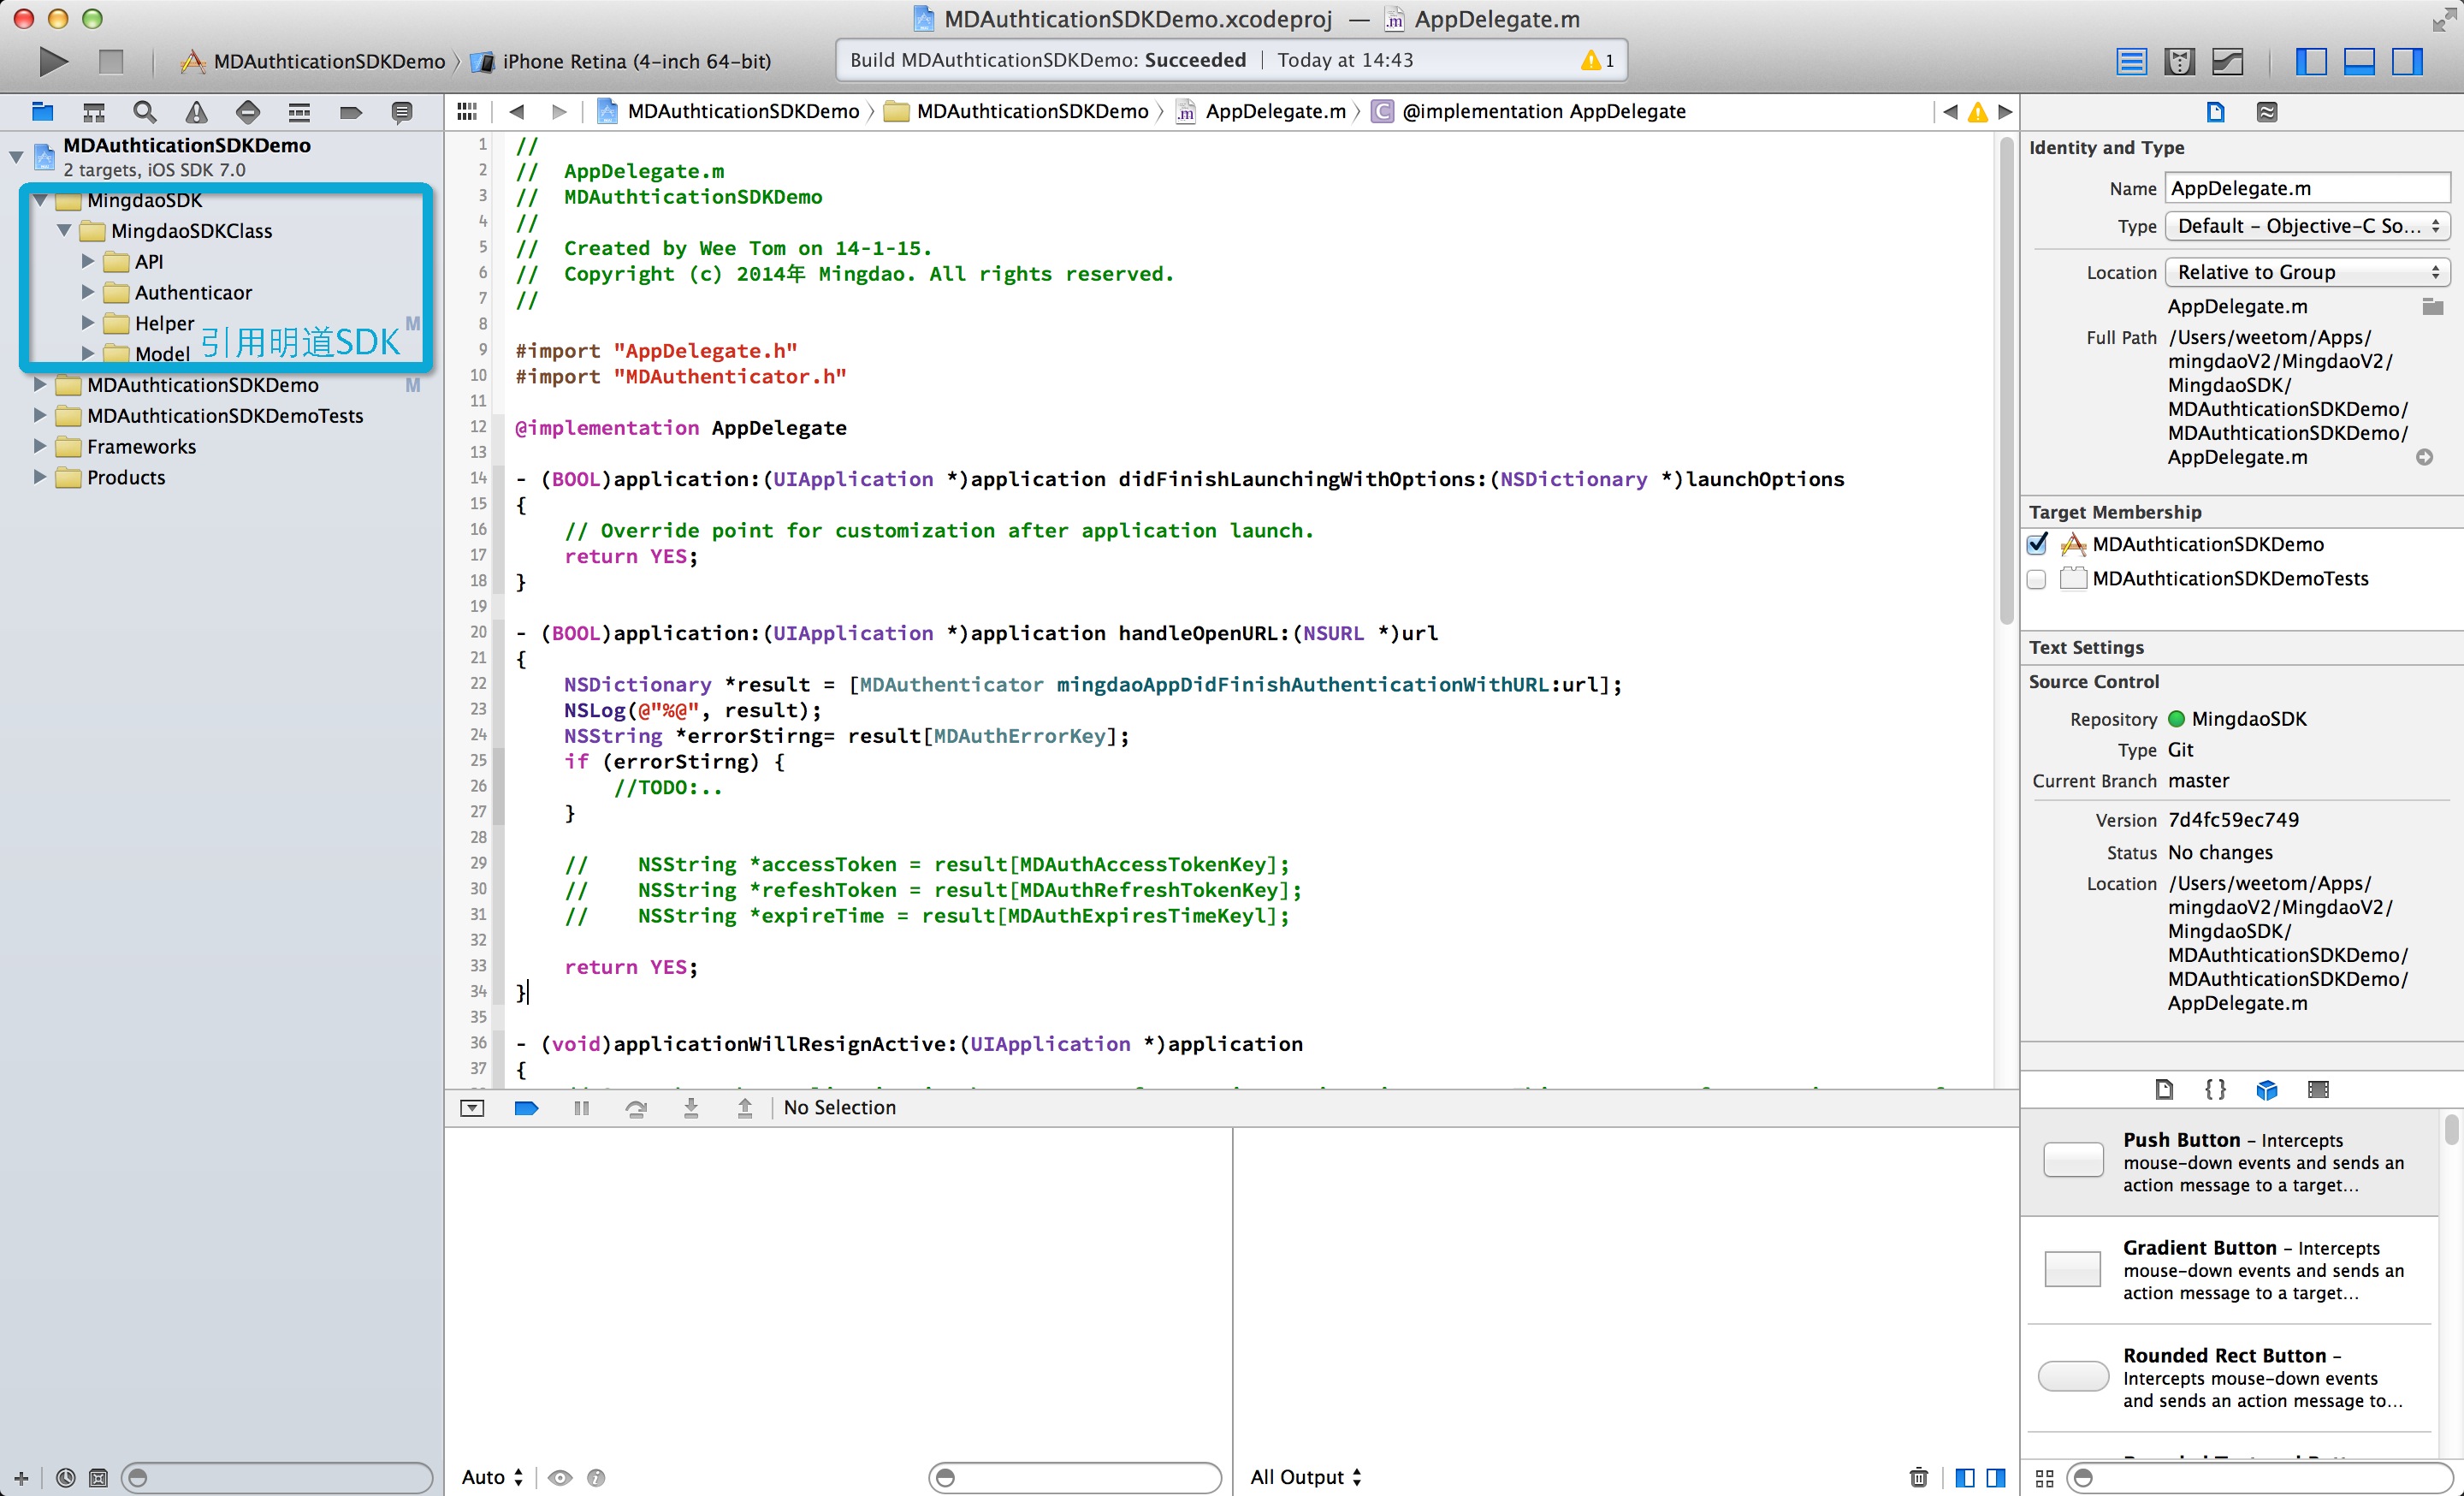 MDAuthticationSDKDemo.xcodeproj — AppDelegate.m
MDAuthticationSDKDemo
iPhone Retina (4-inch 64-bit)
Build MDAuthticationSDKDemo: Succeeded | Today at 14:43
1
MDAuthticationSDKDemo
MDAuthticationSDKDemo
AppDelegate.m
@implementation AppDelegate
MDAuthticationSDKDemo
2 targets, iOS SDK 7.0
MingdaoSDK
MingdaoSDKClass
API
Authenticaor
Helper M
Model
引用明道SDK
MDAuthticationSDKDemo M
MDAuthticationSDKDemoTests
Frameworks
Products
1 //
2 //  AppDelegate.m
3 //  MDAuthticationSDKDemo
4 //
5 //  Created by Wee Tom on 14-1-15.
6 //  Copyright (c) 2014年 Mingdao. All rights reserved.
7 //
8
9 #import "AppDelegate.h"
10 #import "MDAuthenticator.h"
11
12 @implementation AppDelegate
13
14 - (BOOL)application:(UIApplication *)application didFinishLaunchingWithOptions:(NSDictionary *)launchOptions
15 {
16     // Override point for customization after application launch.
17     return YES;
18 }
19
20 - (BOOL)application:(UIApplication *)application handleOpenURL:(NSURL *)url
21 {
22     NSDictionary *result = [MDAuthenticator mingdaoAppDidFinishAuthenticationWithURL:url];
23     NSLog(@"%@", result);
24     NSString *errorStirng= result[MDAuthErrorKey];
25     if (errorStirng) {
26         //TODO:..
27     }
28
29     //    NSString *accessToken = result[MDAuthAccessTokenKey];
30     //    NSString *refeshToken = result[MDAuthRefreshTokenKey];
31     //    NSString *expireTime = result[MDAuthExpiresTimeKeyl];
32
33     return YES;
34 }
35
36 - (void)applicationWillResignActive:(UIApplication *)application
37 {
No Selection
Auto
All Output
Identity and Type
Name AppDelegate.m
Type Default - Objective-C So...
Location Relative to Group
AppDelegate.m
Full Path /Users/weetom/Apps/
mingdaoV2/MingdaoV2/
MingdaoSDK/
MDAuthticationSDKDemo/
MDAuthticationSDKDemo/
AppDelegate.m
Target Membership
MDAuthticationSDKDemo
MDAuthticationSDKDemoTests
Text Settings
Source Control
Repository MingdaoSDK
Type Git
Current Branch master
Version 7d4fc59ec749
Status No changes
Location /Users/weetom/Apps/
mingdaoV2/MingdaoV2/
MingdaoSDK/
MDAuthticationSDKDemo/
MDAuthticationSDKDemo/
AppDelegate.m
{ }
Push Button – Intercepts
mouse-down events and sends an
action message to a target...
Gradient Button – Intercepts
mouse-down events and sends an
action message to a target...
Rounded Rect Button –
Intercepts mouse-down events
and sends an action message to...